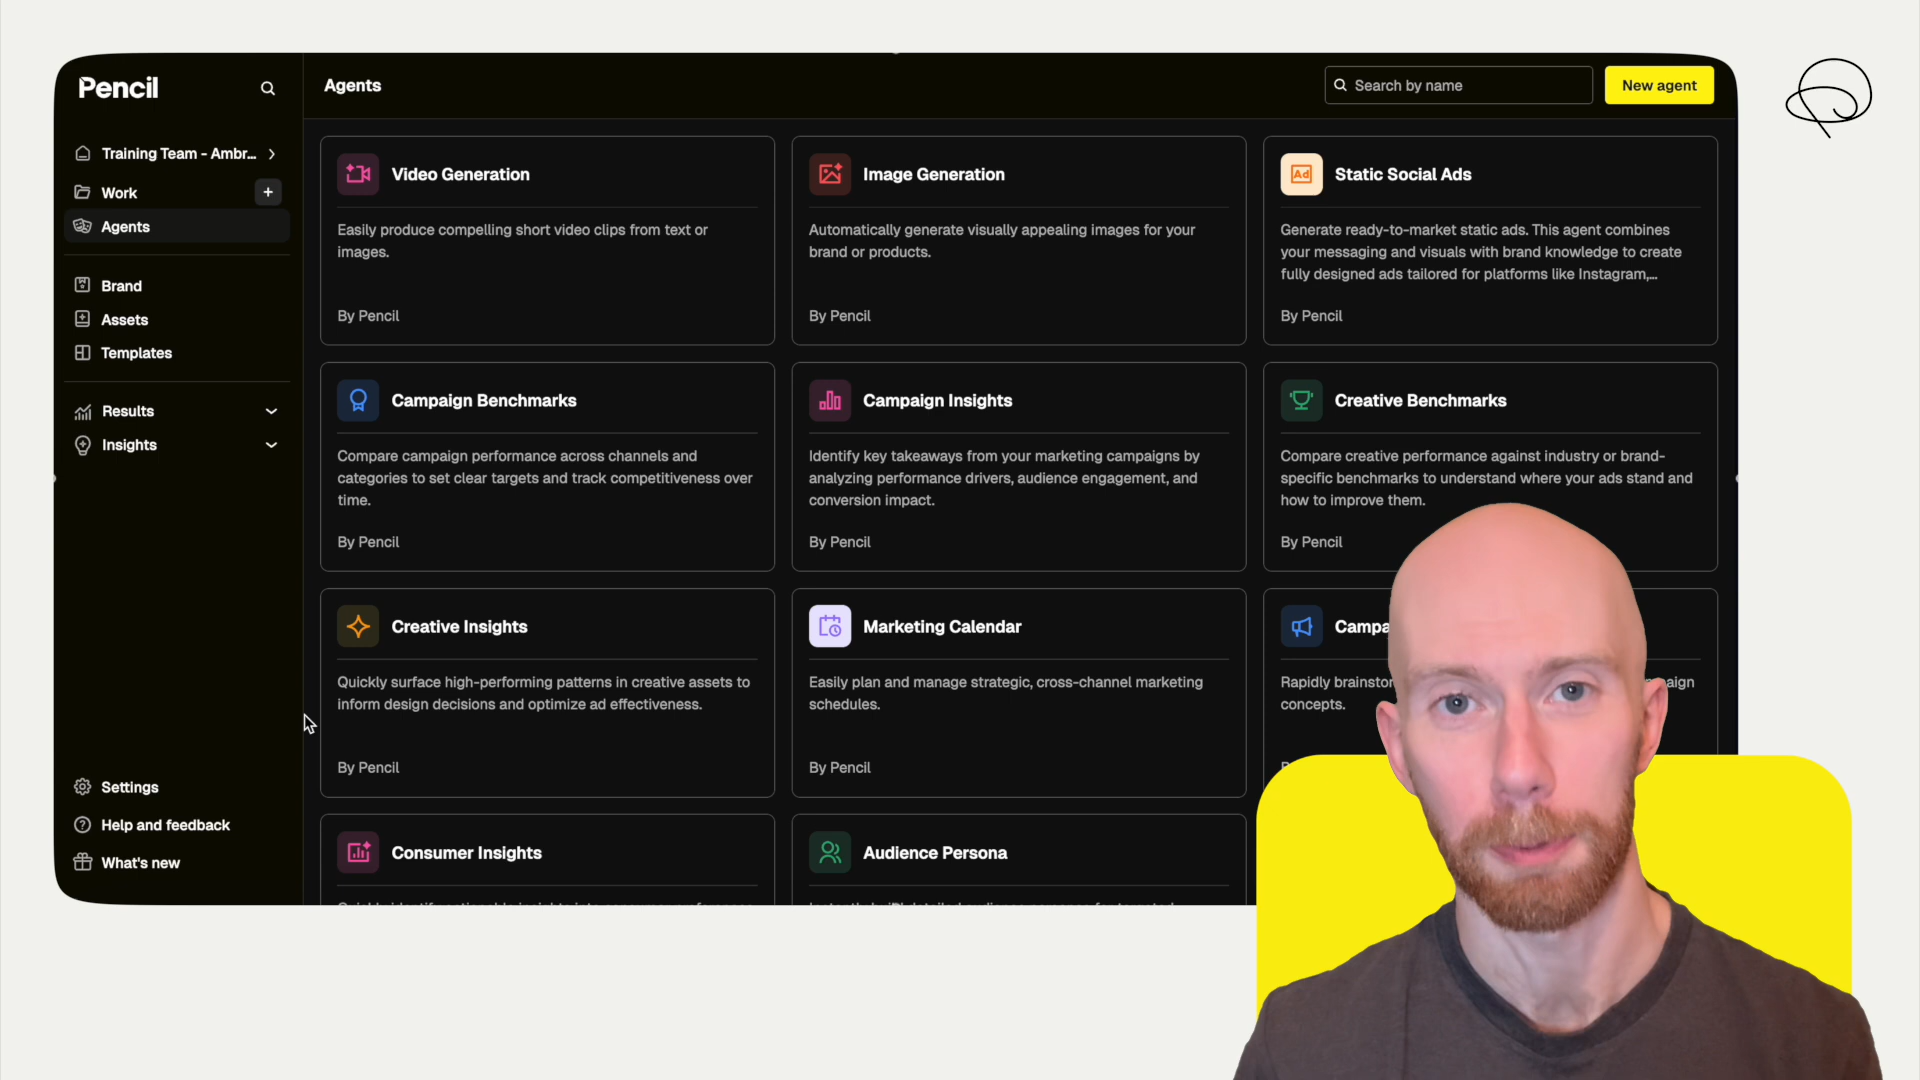 Pencil
Training Team - Ambr...
Work
Agents
Brand
Assets
Templates
Results
Insights
Settings
Help and feedback
What's new
Agents
Search by name
New agent
Video Generation
Easily produce compelling short video clips from text or
images.
By Pencil
Image Generation
Automatically generate visually appealing images for your
brand or products.
By Pencil
Ad
Static Social Ads
Generate ready-to-market static ads. This agent combines
your messaging and visuals with brand knowledge to create
fully designed ads tailored for platforms like Instagram,...
By Pencil
Campaign Benchmarks
Compare campaign performance across channels and
categories to set clear targets and track competitiveness over
time.
By Pencil
Campaign Insights
Identify key takeaways from your marketing campaigns by
analyzing performance drivers, audience engagement, and
conversion impact.
By Pencil
Creative Benchmarks
Compare creative performance against industry or brand-
specific benchmarks to understand where your ads stand and
how to improve them.
By Pencil
Creative Insights
Quickly surface high-performing patterns in creative assets to
inform design decisions and optimize ad effectiveness.
By Pencil
Marketing Calendar
Easily plan and manage strategic, cross-channel marketing
schedules.
By Pencil
Campa
Rapidly brainstor
concepts.
Consumer Insights
Audience Persona